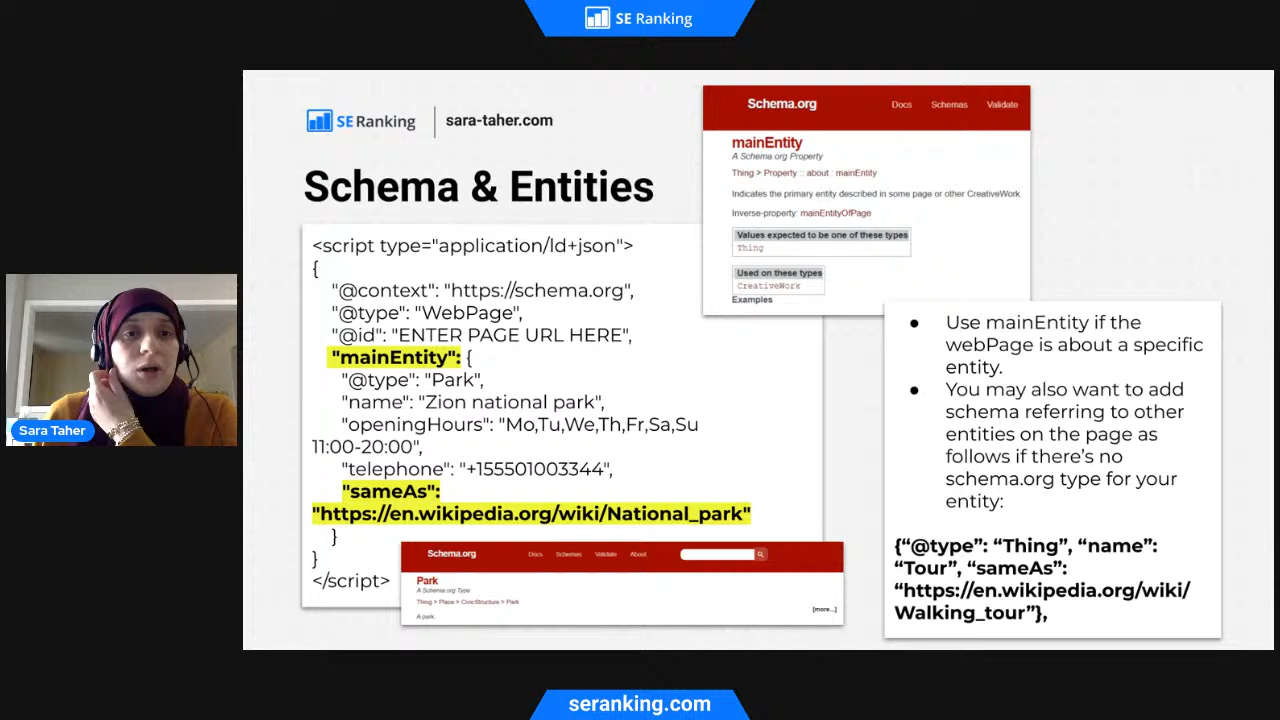 SE Ranking
SE Ranking
sara-taher.com
Schema & Entities
<script type="application/ld+json">
{
"@context": "https://schema.org",
"@type": "WebPage",
"@id": "ENTER PAGE URL HERE",
"mainEntity": {
"@type": "Park",
"name": "Zion national park",
"openingHours": "Mo,Tu,We,Th,Fr,Sa,Su
11:00-20:00",
"telephone": "+155501003344",
"sameAs":
"https://en.wikipedia.org/wiki/National_park"
}
}
</script>
Schema.org
Docs Schemas Validate
mainEntity
A Schema.org Property
Thing > Property :: about : mainEntity
Indicates the primary entity described in some page or other CreativeWork
Inverse-property: mainEntityOfPage
Values expected to be one of these types
Thing
Used on these types
CreativeWork
Examples
Schema.org
Docs Schemas Validate About
Park
A Schema.org Type
Thing > Place > CivicStructure > Park
[more...]
A park.
● Use mainEntity if the
webPage is about a specific
entity.
● You may also want to add
schema referring to other
entities on the page as
follows if there's no
schema.org type for your
entity:
{“@type”: “Thing”, “name”:
“Tour”, “sameAs”:
“https://en.wikipedia.org/wiki/
Walking_tour”},
Sara Taher
seranking.com